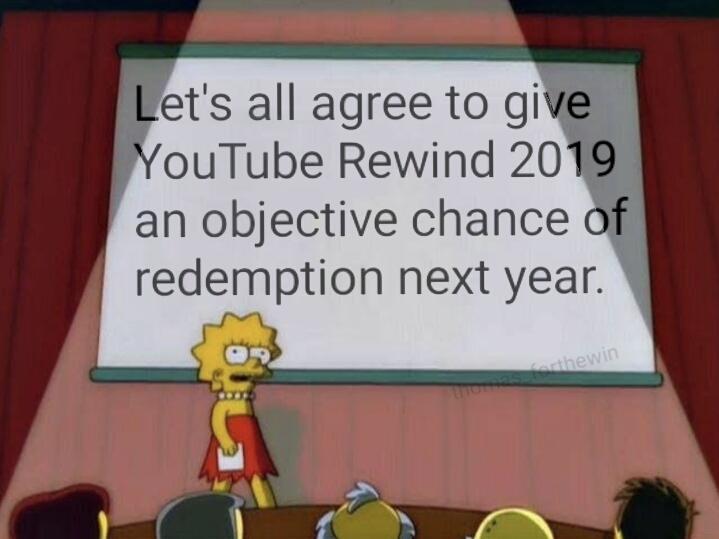 Let's all agree to give
YouTube Rewind 2019
an objective chance of
redemption next year.
thomas_forthewin